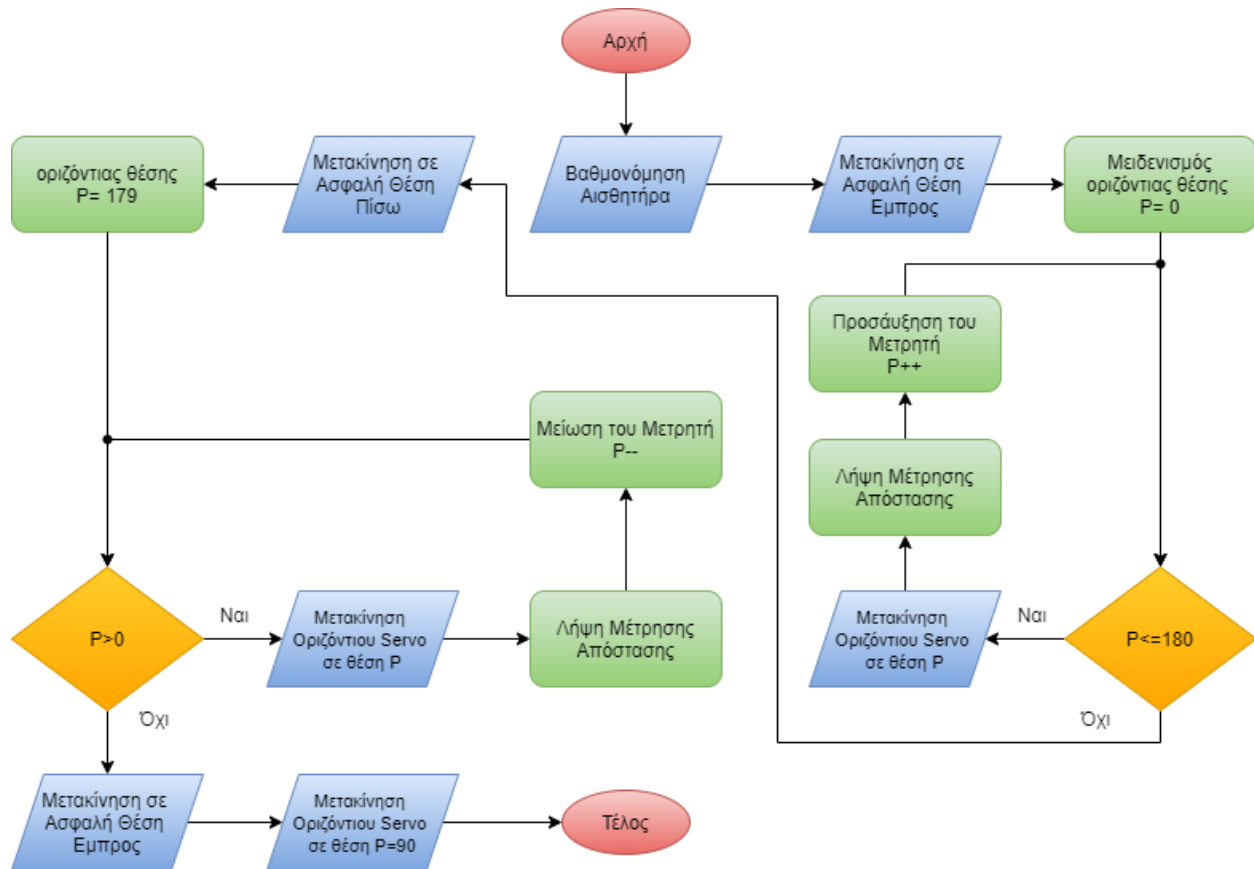 Αρχή
Βαθμονόμηση
Αισθητήρα
Μετακίνηση σε
Ασφαλή Θέση
Εμπρος
Μειδενισμός
οριζόντιας θέσης
P= 0
P<=180
Ναι
Μετακίνηση
Οριζόντιου Servo
σε θέση P
Λήψη Μέτρησης
Απόστασης
Προσάυξηση του
Μετρητή
P++
Όχι
Μετακίνηση σε
Ασφαλή Θέση
Πίσω
οριζόντιας θέσης
P= 179
P>0
Ναι
Μετακίνηση
Οριζόντιου Servo
σε θέση P
Λήψη Μέτρησης
Απόστασης
Μείωση του Μετρητή
P--
Όχι
Μετακίνηση σε
Ασφαλή Θέση
Εμπρος
Μετακίνηση
Οριζόντιου Servo
σε θέση P=90
Τέλος